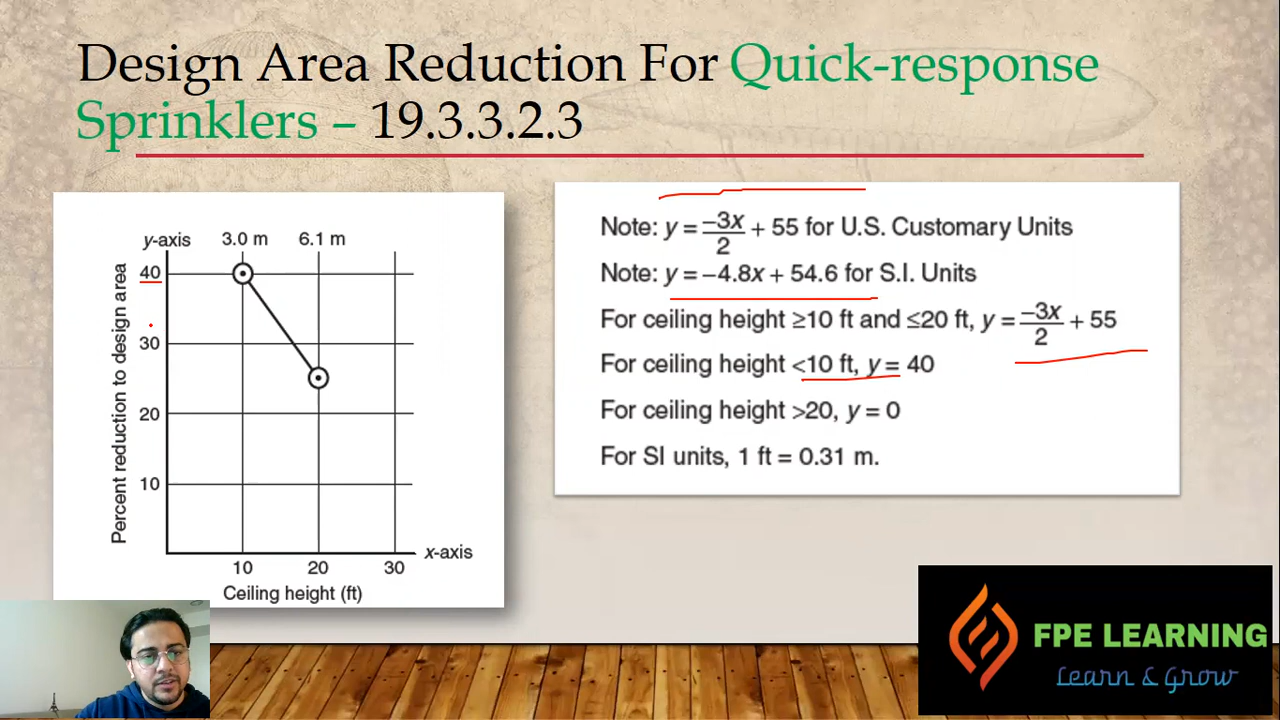 Design Area Reduction For Quick-response
Sprinklers – 19.3.3.2.3
y-axis 3.0 m 6.1 m
40
30
20
10
Percent reduction to design area
x-axis
10 20 30
Ceiling height (ft)
Note: y = −3x/2 + 55 for U.S. Customary Units
Note: y = −4.8x + 54.6 for S.I. Units
For ceiling height ≥10 ft and ≤20 ft, y = −3x/2 + 55
For ceiling height <10 ft, y = 40
For ceiling height >20, y = 0
For SI units, 1 ft = 0.31 m.
FPE LEARNING
Learn & Grow